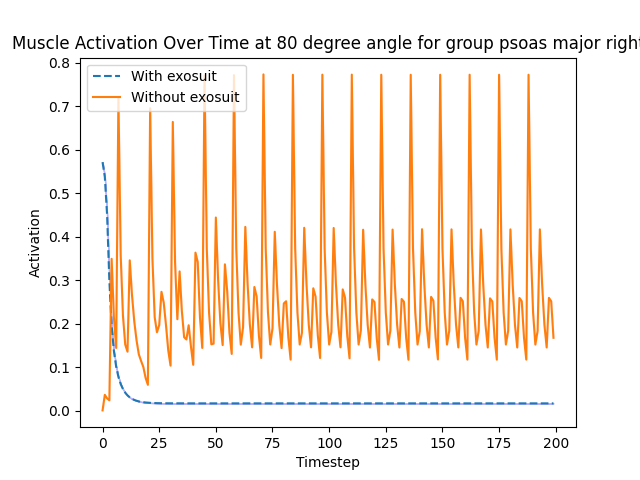 Muscle Activation Over Time at 80 degree angle for group psoas major right
With exosuit
Without exosuit
0.8
0.7
0.6
0.5
0.4
0.3
0.2
0.1
0.0
Activation
0 25 50 75 100 125 150 175 200
Timestep